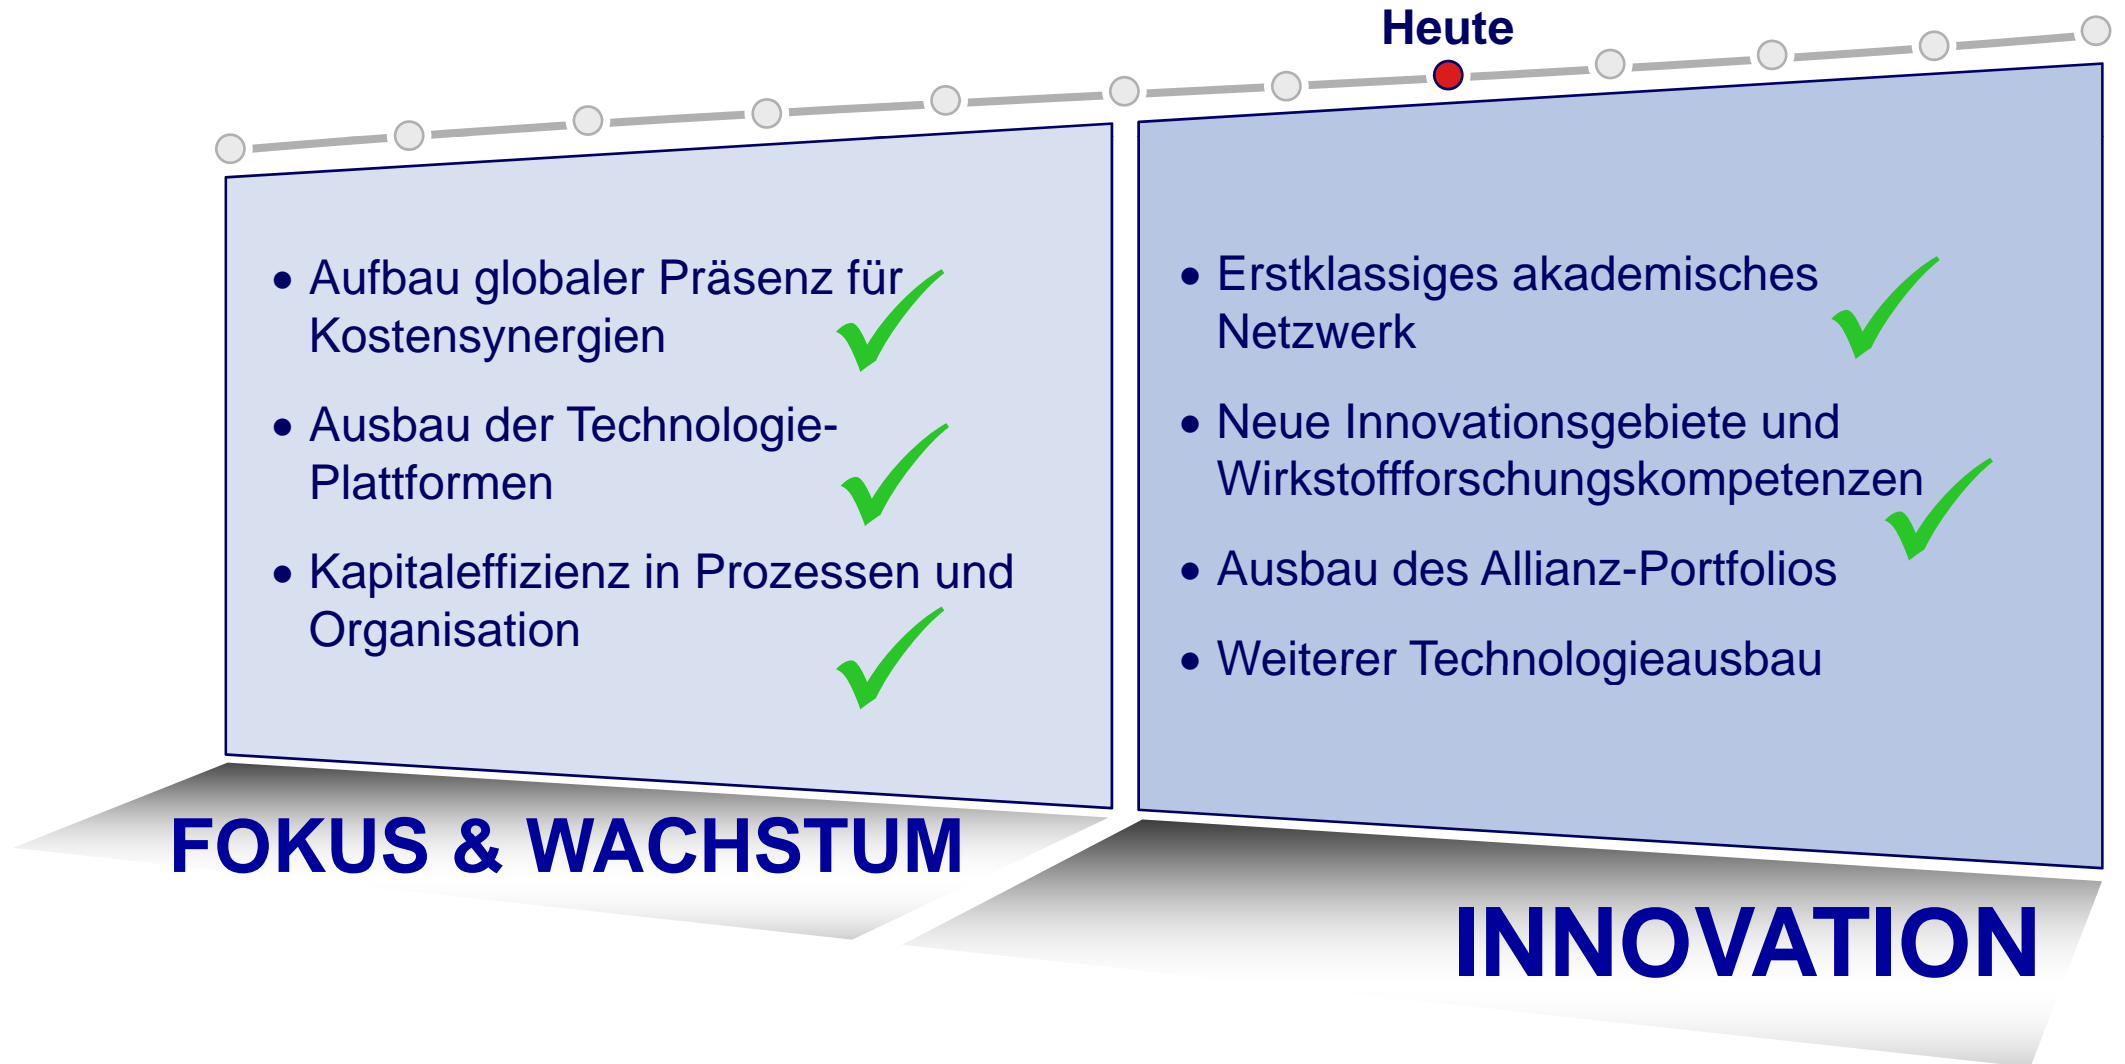 Heute
• Aufbau globaler Präsenz für
Kostensynergien
• Ausbau der Technologie-
Plattformen
• Kapitaleffizienz in Prozessen und
Organisation
• Erstklassiges akademisches
Netzwerk
• Neue Innovationsgebiete und
Wirkstoffforschungskompetenzen
• Ausbau des Allianz-Portfolios
• Weiterer Technologieausbau
FOKUS & WACHSTUM
INNOVATION